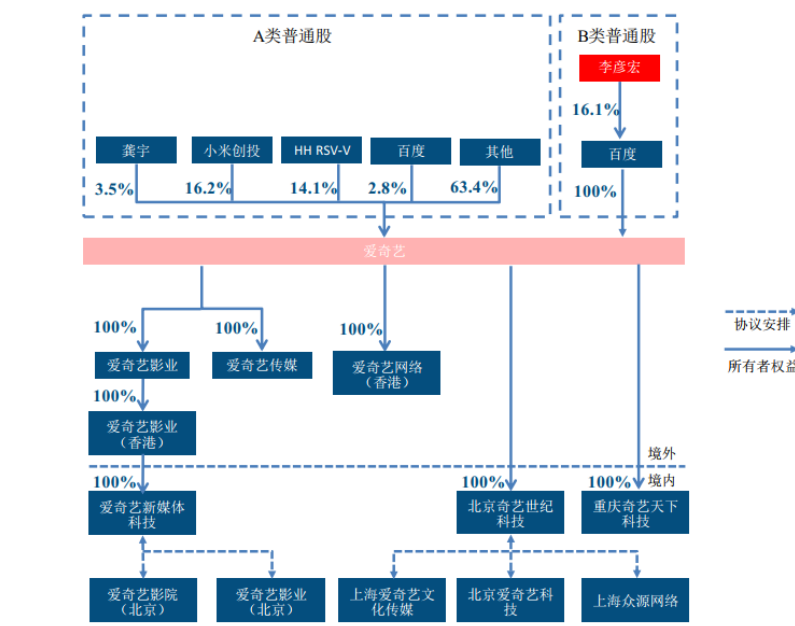 A类普通股
B类普通股
李彦宏
16.1%
龚宇
小米创投
HH RSV-V
百度
其他
百度
3.5%
16.2%
14.1%
2.8%
63.4%
100%
爱奇艺
100%
100%
100%
爱奇艺影业
爱奇艺传媒
爱奇艺网络
（香港）
100%
爱奇艺影业
（香港）
协议安排
所有者权益
境外
境内
100%
100%
100%
爱奇艺新媒体
科技
北京奇艺世纪
科技
重庆奇艺天下
科技
爱奇艺影院
（北京）
爱奇艺影业
（北京）
上海爱奇艺文
化传媒
北京爱奇艺科
技
上海众源网络